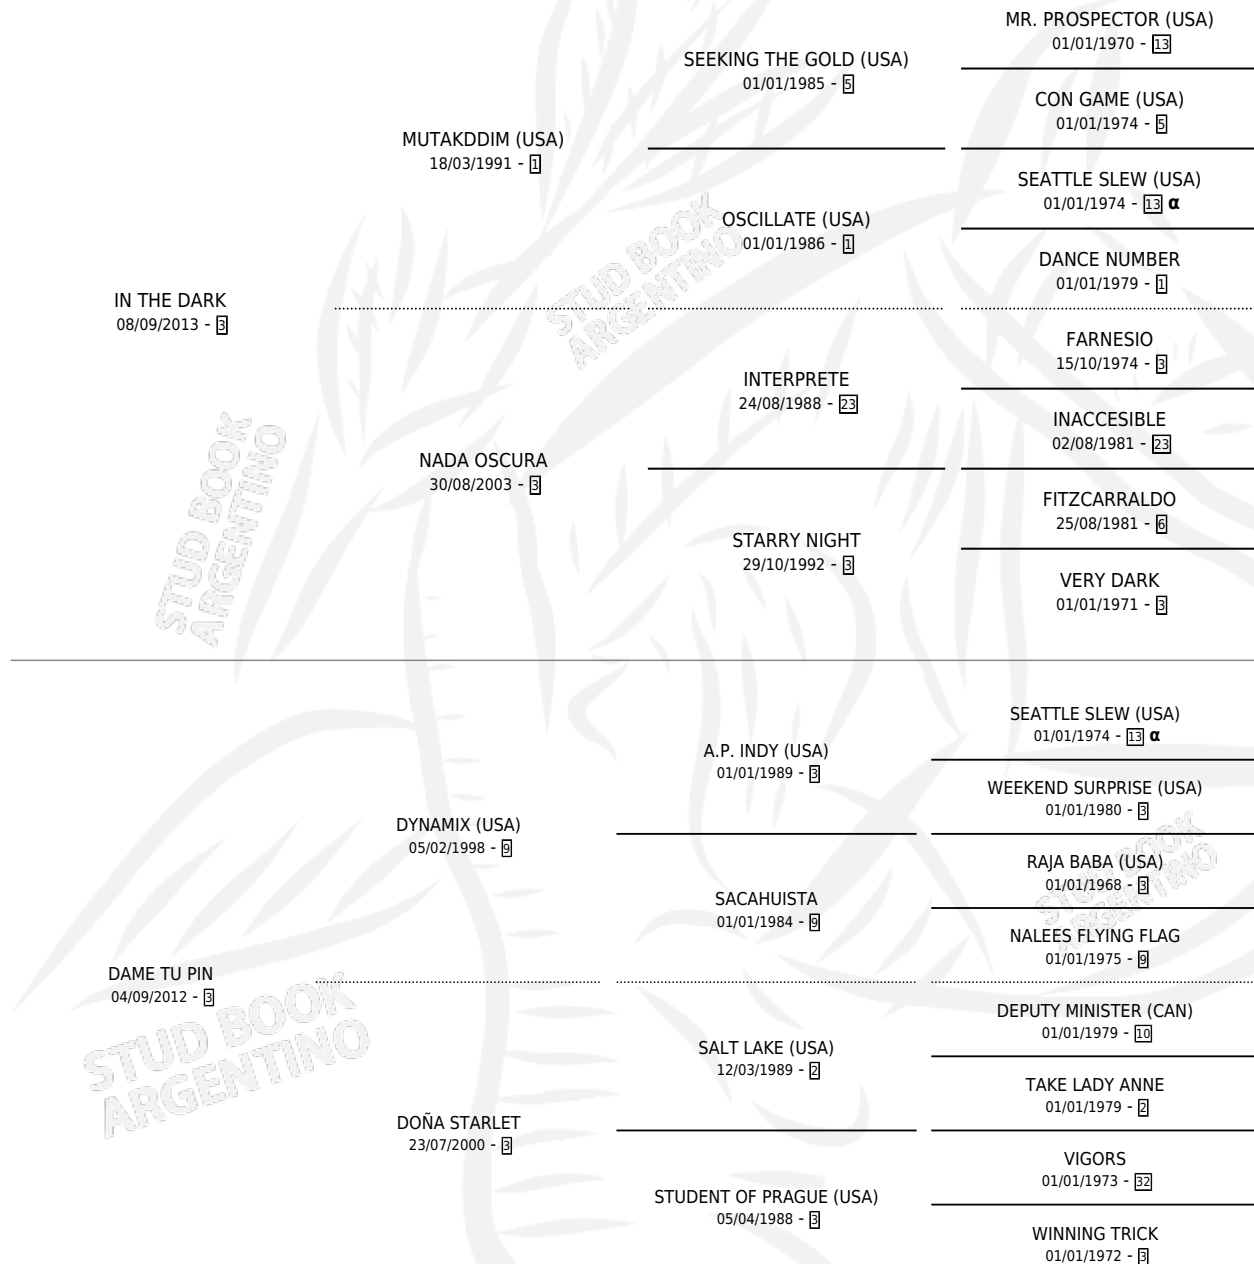 MR. PROSPECTOR (USA)
01/01/1970 - 13
SEEKING THE GOLD (USA)
01/01/1985 - 5
CON GAME (USA)
01/01/1974 - 5
MUTAKDDIM (USA)
18/03/1991 - 1
SEATTLE SLEW (USA)
01/01/1974 - 13 α
OSCILLATE (USA)
01/01/1986 - 1
DANCE NUMBER
01/01/1979 - 1
IN THE DARK
08/09/2013 - 3
FARNESIO
15/10/1974 - 3
INTERPRETE
24/08/1988 - 23
INACCESIBLE
02/08/1981 - 23
NADA OSCURA
30/08/2003 - 3
FITZCARRALDO
25/08/1981 - 6
STARRY NIGHT
29/10/1992 - 3
VERY DARK
01/01/1971 - 3
STUD BOOK
ARGENTINO
STUD BOOK
ARGENTINO
SEATTLE SLEW (USA)
01/01/1974 - 13 α
A.P. INDY (USA)
01/01/1989 - 3
WEEKEND SURPRISE (USA)
01/01/1980 - 3
DYNAMIX (USA)
05/02/1998 - 9
RAJA BABA (USA)
01/01/1968 - 3
SACAHUISTA
01/01/1984 - 9
NALEES FLYING FLAG
01/01/1975 - 9
DAME TU PIN
04/09/2012 - 3
DEPUTY MINISTER (CAN)
01/01/1979 - 10
SALT LAKE (USA)
12/03/1989 - 2
TAKE LADY ANNE
01/01/1979 - 2
DOÑA STARLET
23/07/2000 - 3
VIGORS
01/01/1973 - 32
STUDENT OF PRAGUE (USA)
05/04/1988 - 3
WINNING TRICK
01/01/1972 - 3
STUD BOOK
ARGENTINO
STUD BOOK
ARGENTINO